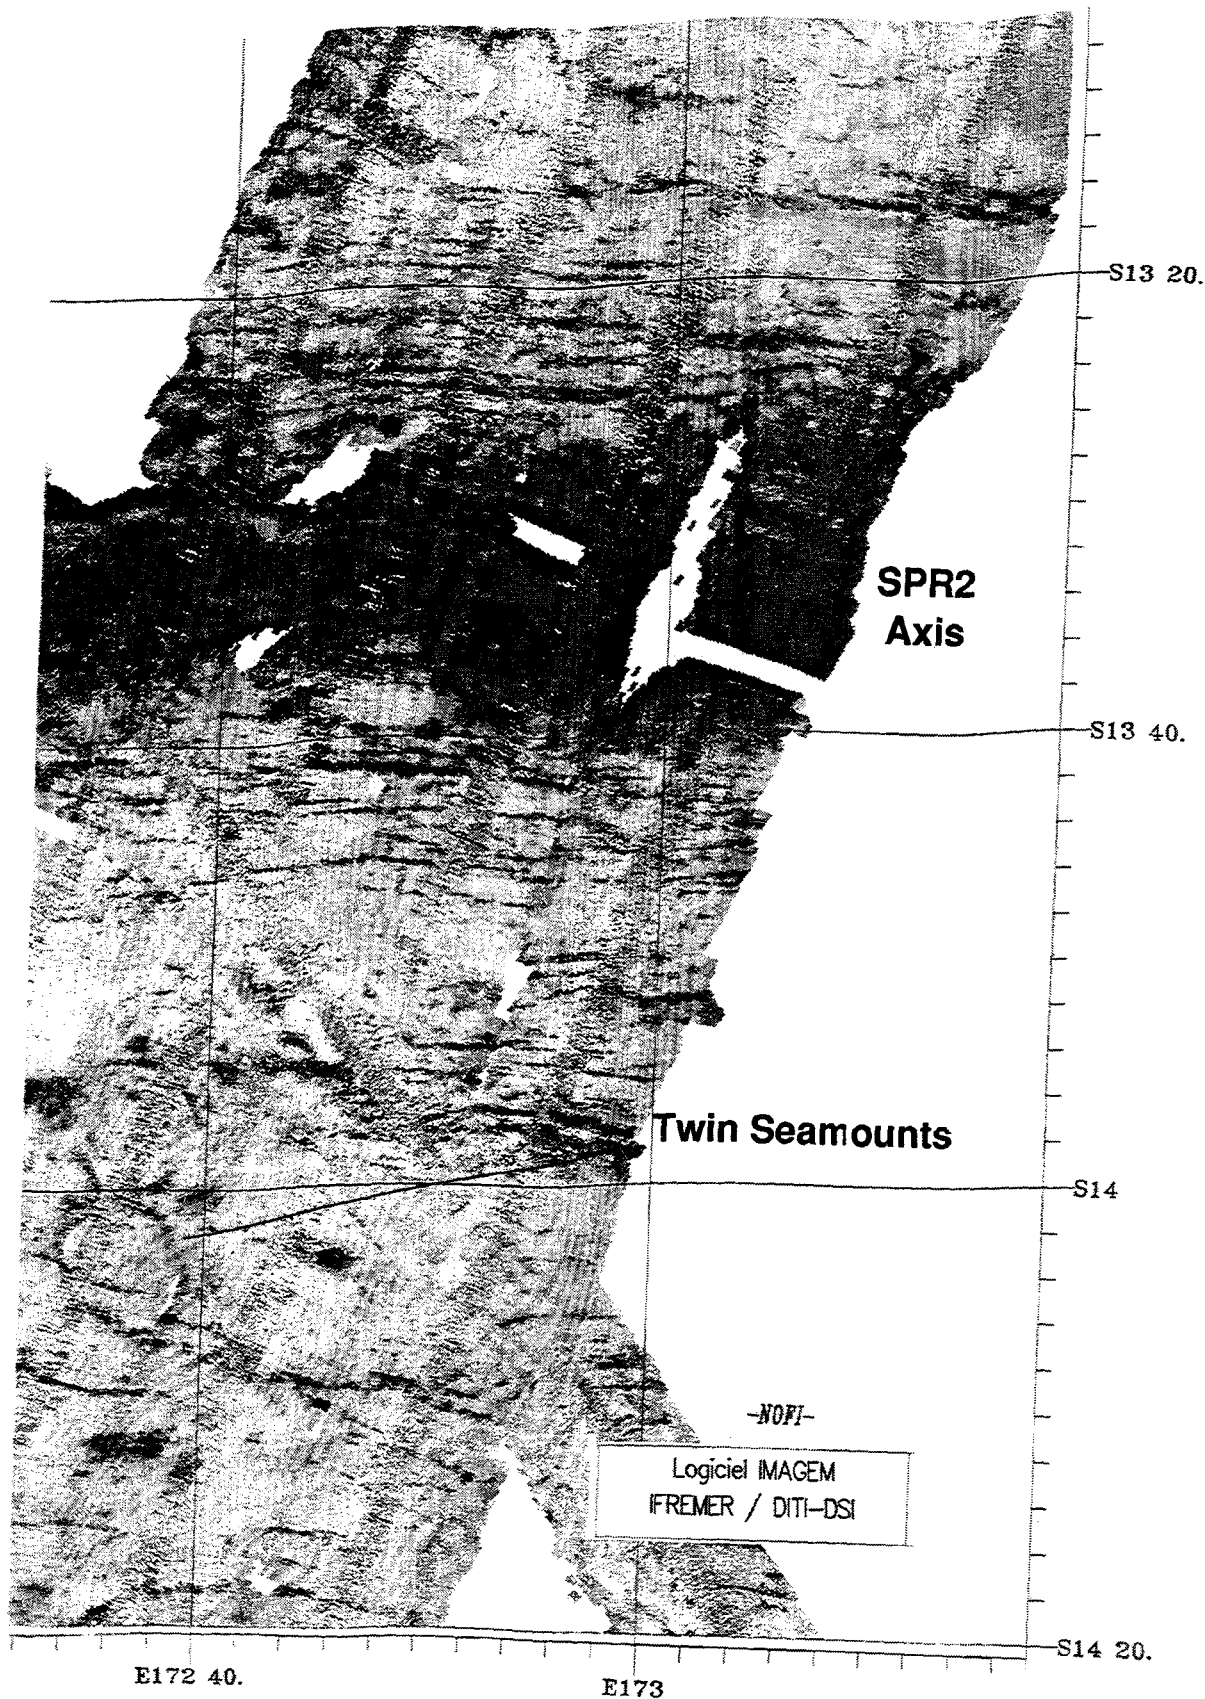 S13 20.
SPR2
Axis
S13 40.
Twin Seamounts
S14
-NOFI-
Logiciel IMAGEM
IFREMER / DITI-DSI
S14 20.
E172 40.
E173